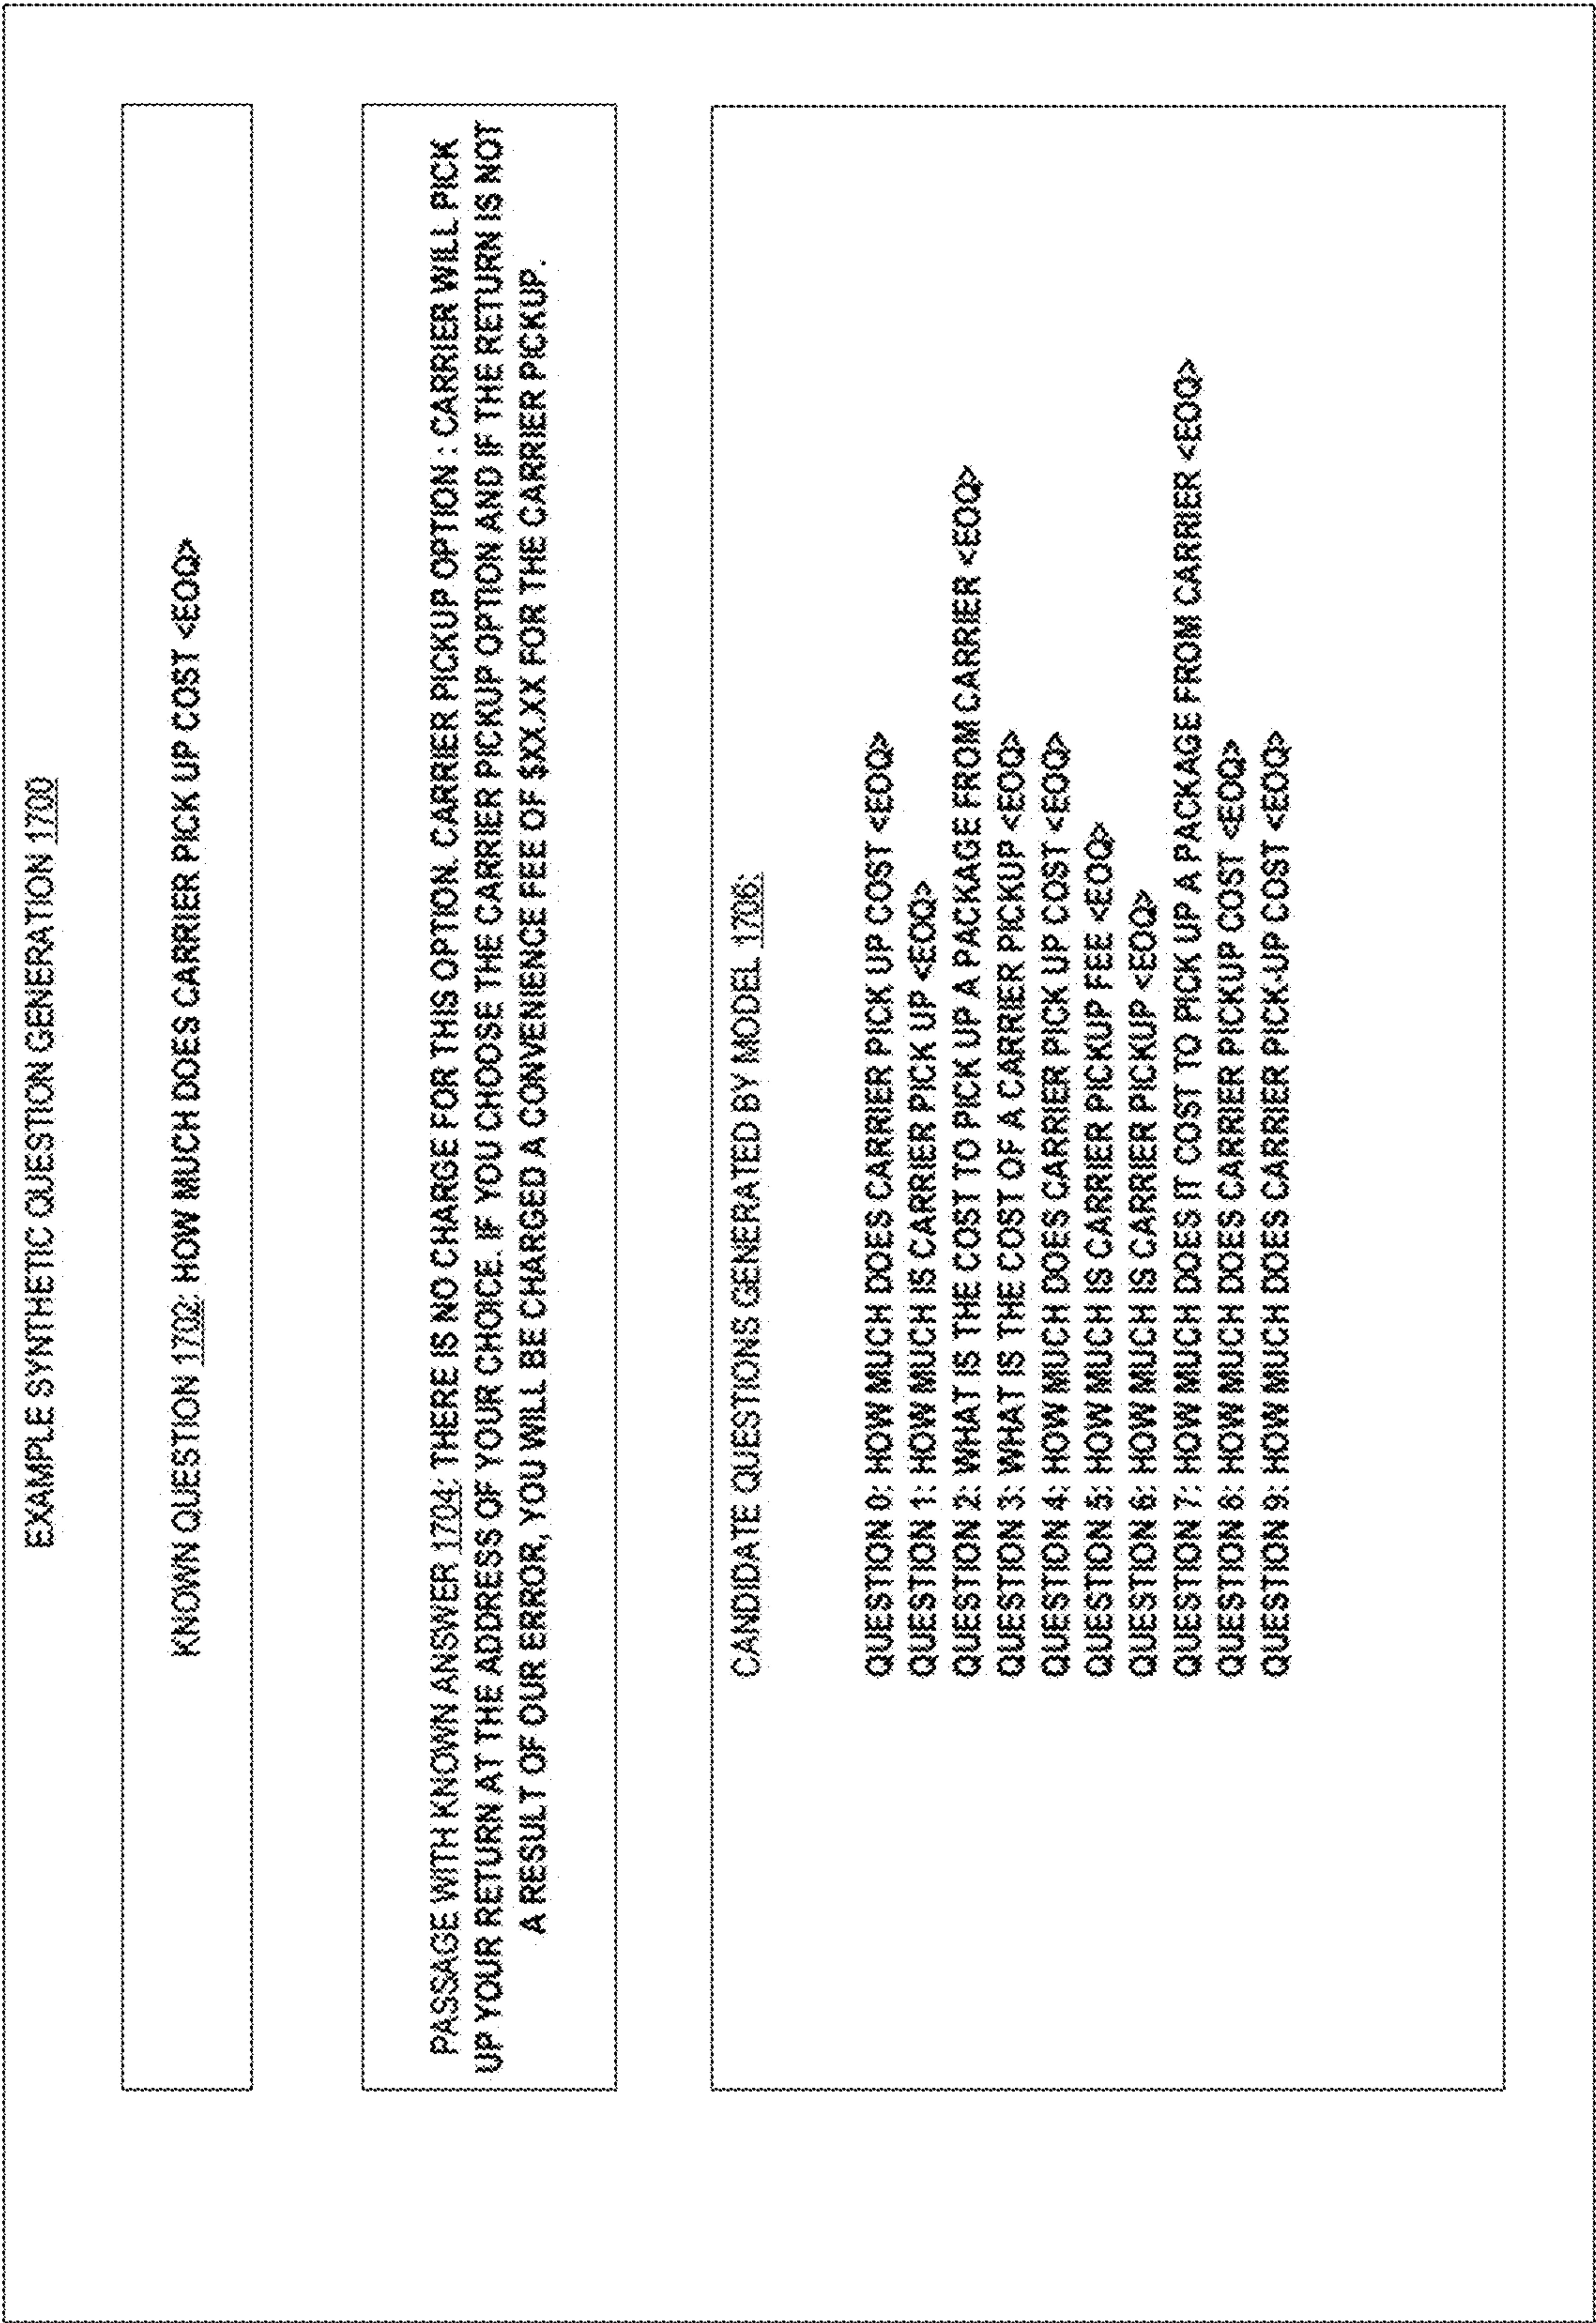 EXAMPLE SYNTHETIC QUESTION GENERATION 1700
KNOWN QUESTION 1702: HOW MUCH DOES CARRIER PICK UP COST <EOQ>
PASSAGE WITH KNOWN ANSWER 1704: THERE IS NO CHARGE FOR THIS OPTION. CARRIER PICKUP OPTION : CARRIER WILL PICK
UP YOUR RETURN AT THE ADDRESS OF YOUR CHOICE. IF YOU CHOOSE THE CARRIER PICKUP OPTION AND IF THE RETURN IS NOT
A RESULT OF OUR ERROR, YOU WILL BE CHARGED A CONVENIENCE FEE OF $XX.XX FOR THE CARRIER PICKUP.
CANDIDATE QUESTIONS GENERATED BY MODEL 1706:
QUESTION 0: HOW MUCH DOES CARRIER PICK UP COST <EOQ>
QUESTION 1: HOW MUCH IS CARRIER PICK UP <EOQ>
QUESTION 2: WHAT IS THE COST TO PICK UP A PACKAGE FROM CARRIER <EOQ>
QUESTION 3: WHAT IS THE COST OF A CARRIER PICKUP <EOQ>
QUESTION 4: HOW MUCH DOES CARRIER PICK UP COST <EOQ>
QUESTION 5: HOW MUCH IS CARRIER PICKUP FEE <EOQ>
QUESTION 6: HOW MUCH IS CARRIER PICKUP <EOQ>
QUESTION 7: HOW MUCH DOES IT COST TO PICK UP A PACKAGE FROM CARRIER <EOQ>
QUESTION 8: HOW MUCH DOES CARRIER PICKUP COST <EOQ>
QUESTION 9: HOW MUCH DOES CARRIER PICK-UP COST <EOQ>